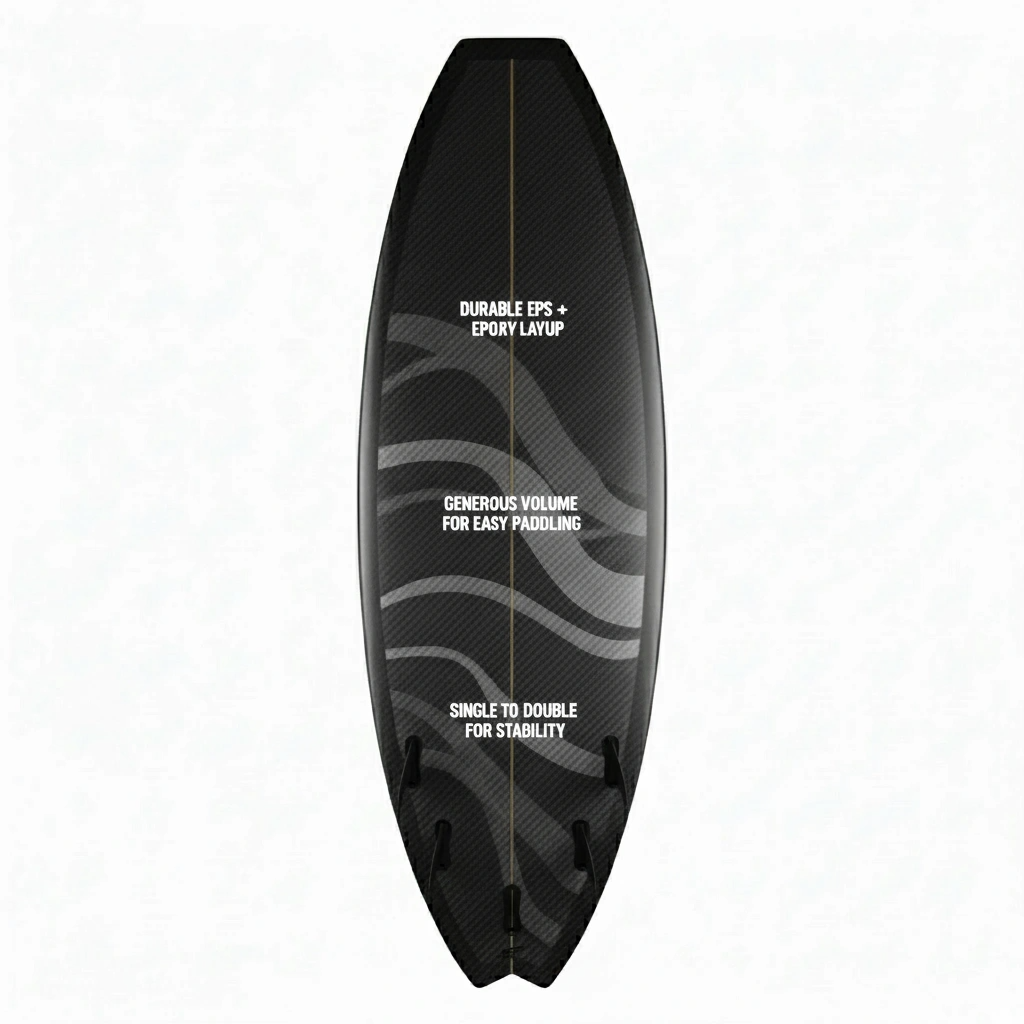 DURABLE EPS +
EPORY LAYUP
GENEROUS VOLUME
FOR EASY PADDLING
SINGLE TO DOUBLE
FOR STABILITY